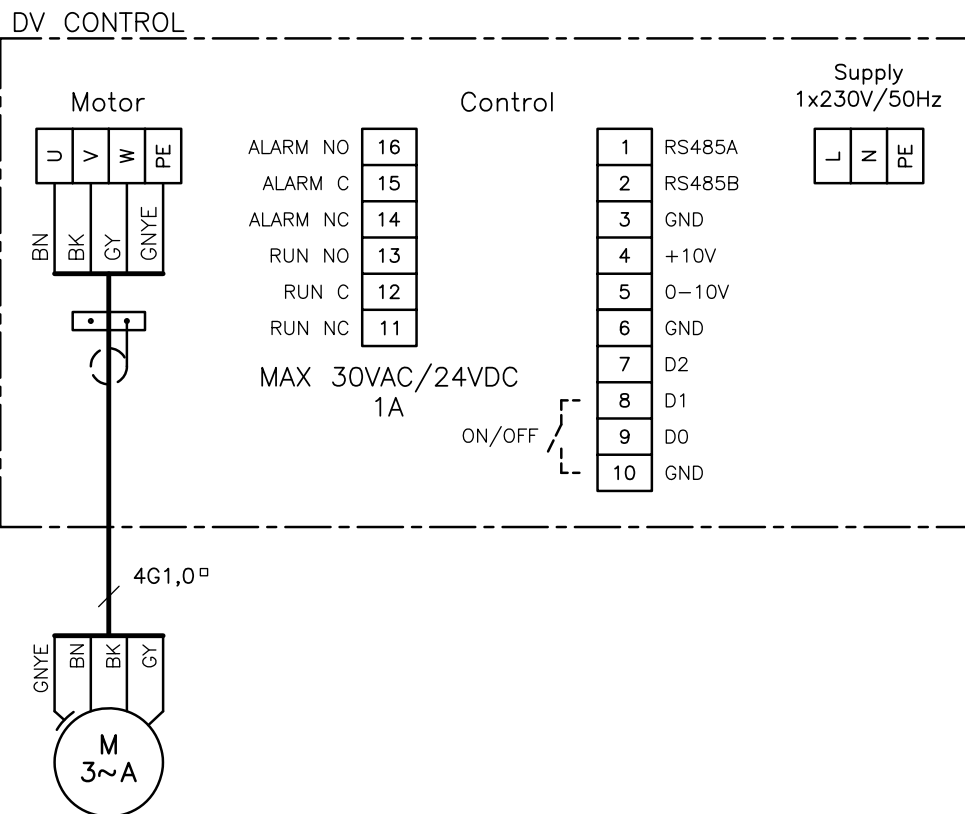 DV CONTROL
Motor
Control
Supply
1x230V/50Hz
U V W PE
L N PE
BN BK GY GNYE
ALARM NO 16
ALARM C 15
ALARM NC 14
RUN NO 13
RUN C 12
RUN NC 11
MAX 30VAC/24VDC
1A
1 RS485A
2 RS485B
3 GND
4 +10V
5 0-10V
6 GND
7 D2
8 D1
9 D0
10 GND
ON/OFF
4G1,0▫
GNYE BN BK GY
M
3~A